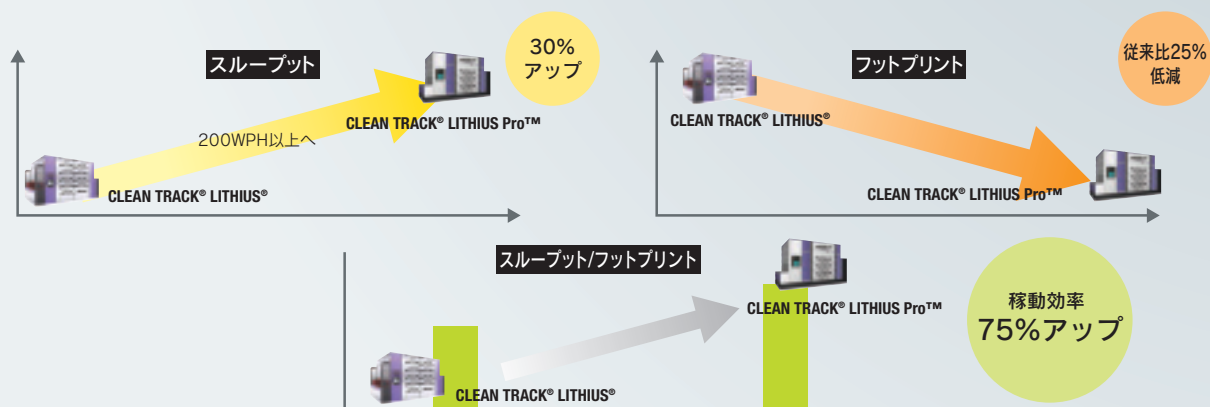 スループット
30%
アップ
200WPH以上へ
CLEAN TRACK® LITHIUS Pro™
CLEAN TRACK® LITHIUS®
フットプリント
従来比25%
低減
CLEAN TRACK® LITHIUS®
CLEAN TRACK® LITHIUS Pro™
スループット/フットプリント
稼動効率
75%アップ
CLEAN TRACK® LITHIUS Pro™
CLEAN TRACK® LITHIUS®